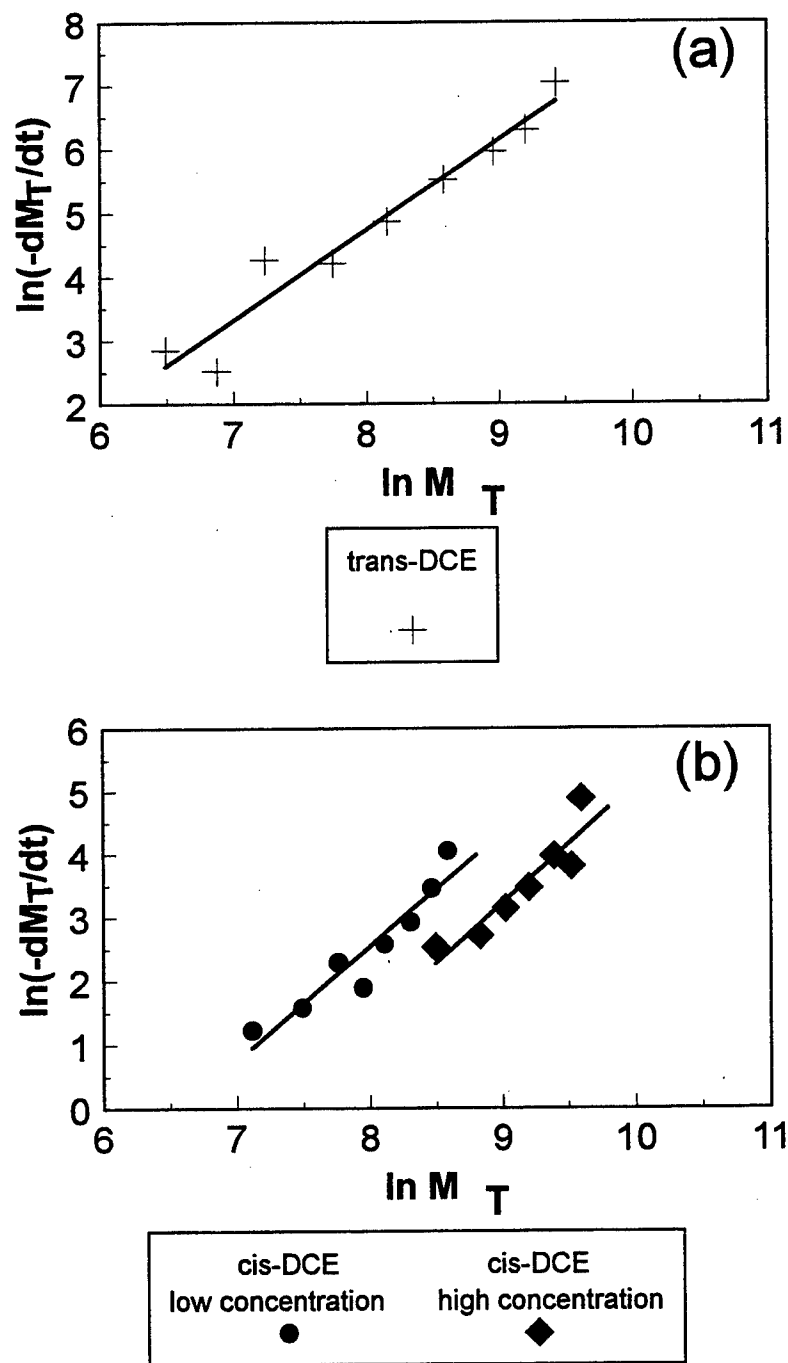 (a)
ln(-dM_T/dt)
8
7
6
5
4
3
2
6 7 8 9 10 11
ln M T
trans-DCE
(b)
ln(-dM_T/dt)
6
5
4
3
2
1
0
6 7 8 9 10 11
ln M T
cis-DCE cis-DCE
low concentration high concentration